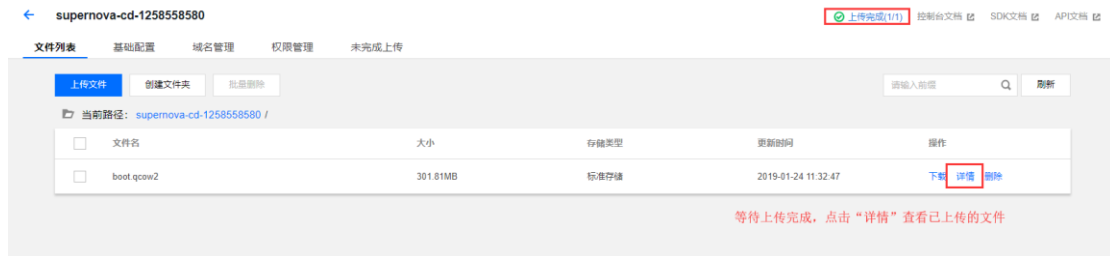 ← supernova-cd-1258558580 上传完成(1/1) 控制台文档 SDK文档 API文档
文件列表 基础配置 域名管理 权限管理 未完成上传
上传文件 创建文件夹 批量删除 请输入前缀 刷新
当前路径: supernova-cd-1258558580 /
文件名 大小 存储类型 更新时间 操作
boot.qcow2 301.81MB 标准存储 2019-01-24 11:32:47 下载 详情 删除
等待上传完成，点击“详情”查看已上传的文件